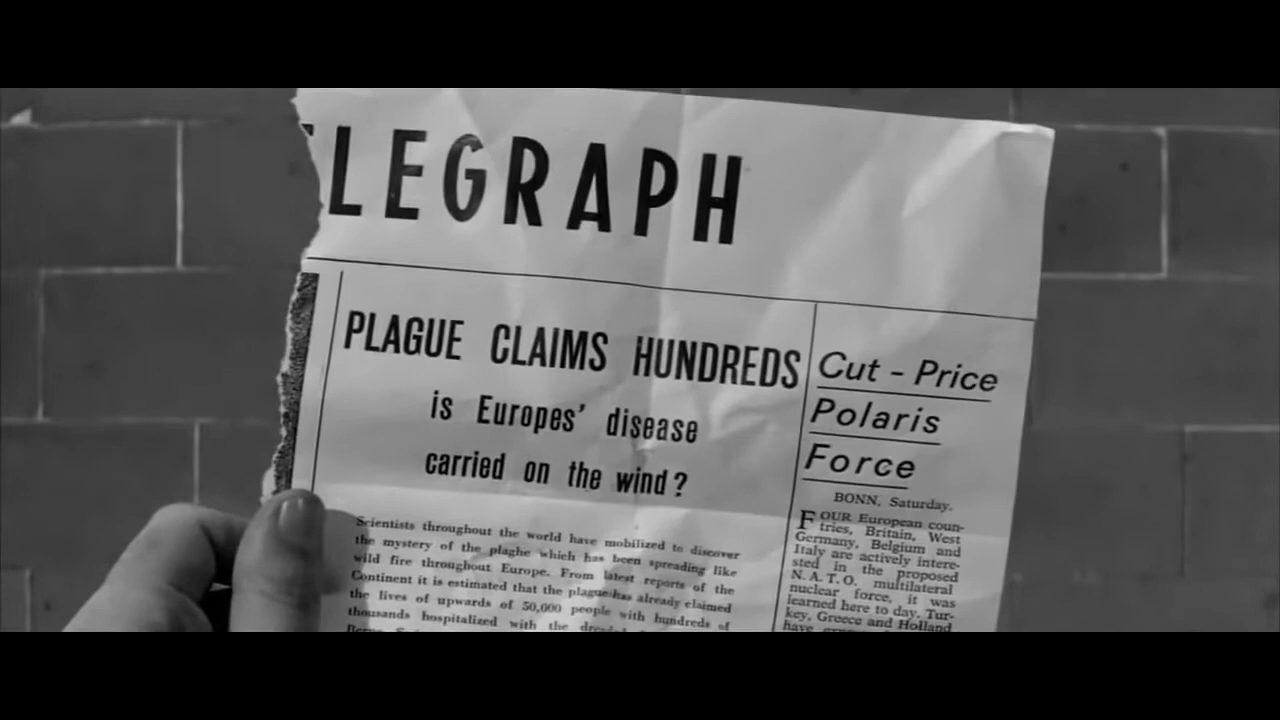 LEGRAPH
PLAGUE CLAIMS HUNDREDS
is Europes' disease
carried on the wind?
Scientists throughout the world have mobilized to discover
the mystery of the plaghe which has been spreading like
wild fire throughout Europe. From latest reports of the
Continent it is estimated that the plague has already claimed
the lives of upwards of 50,000 people with hundreds of
thousands hospitalized with the
Cut - Price
Polaris
Force
BONN, Saturday.
FOUR European coun-
tries, Britain, West
Germany, Belgium and
Italy are actively intere-
sted in the proposed
N.A.T.O. multilateral
nuclear force, it was
learned here to day. Tur-
key, Greece and Holland
have